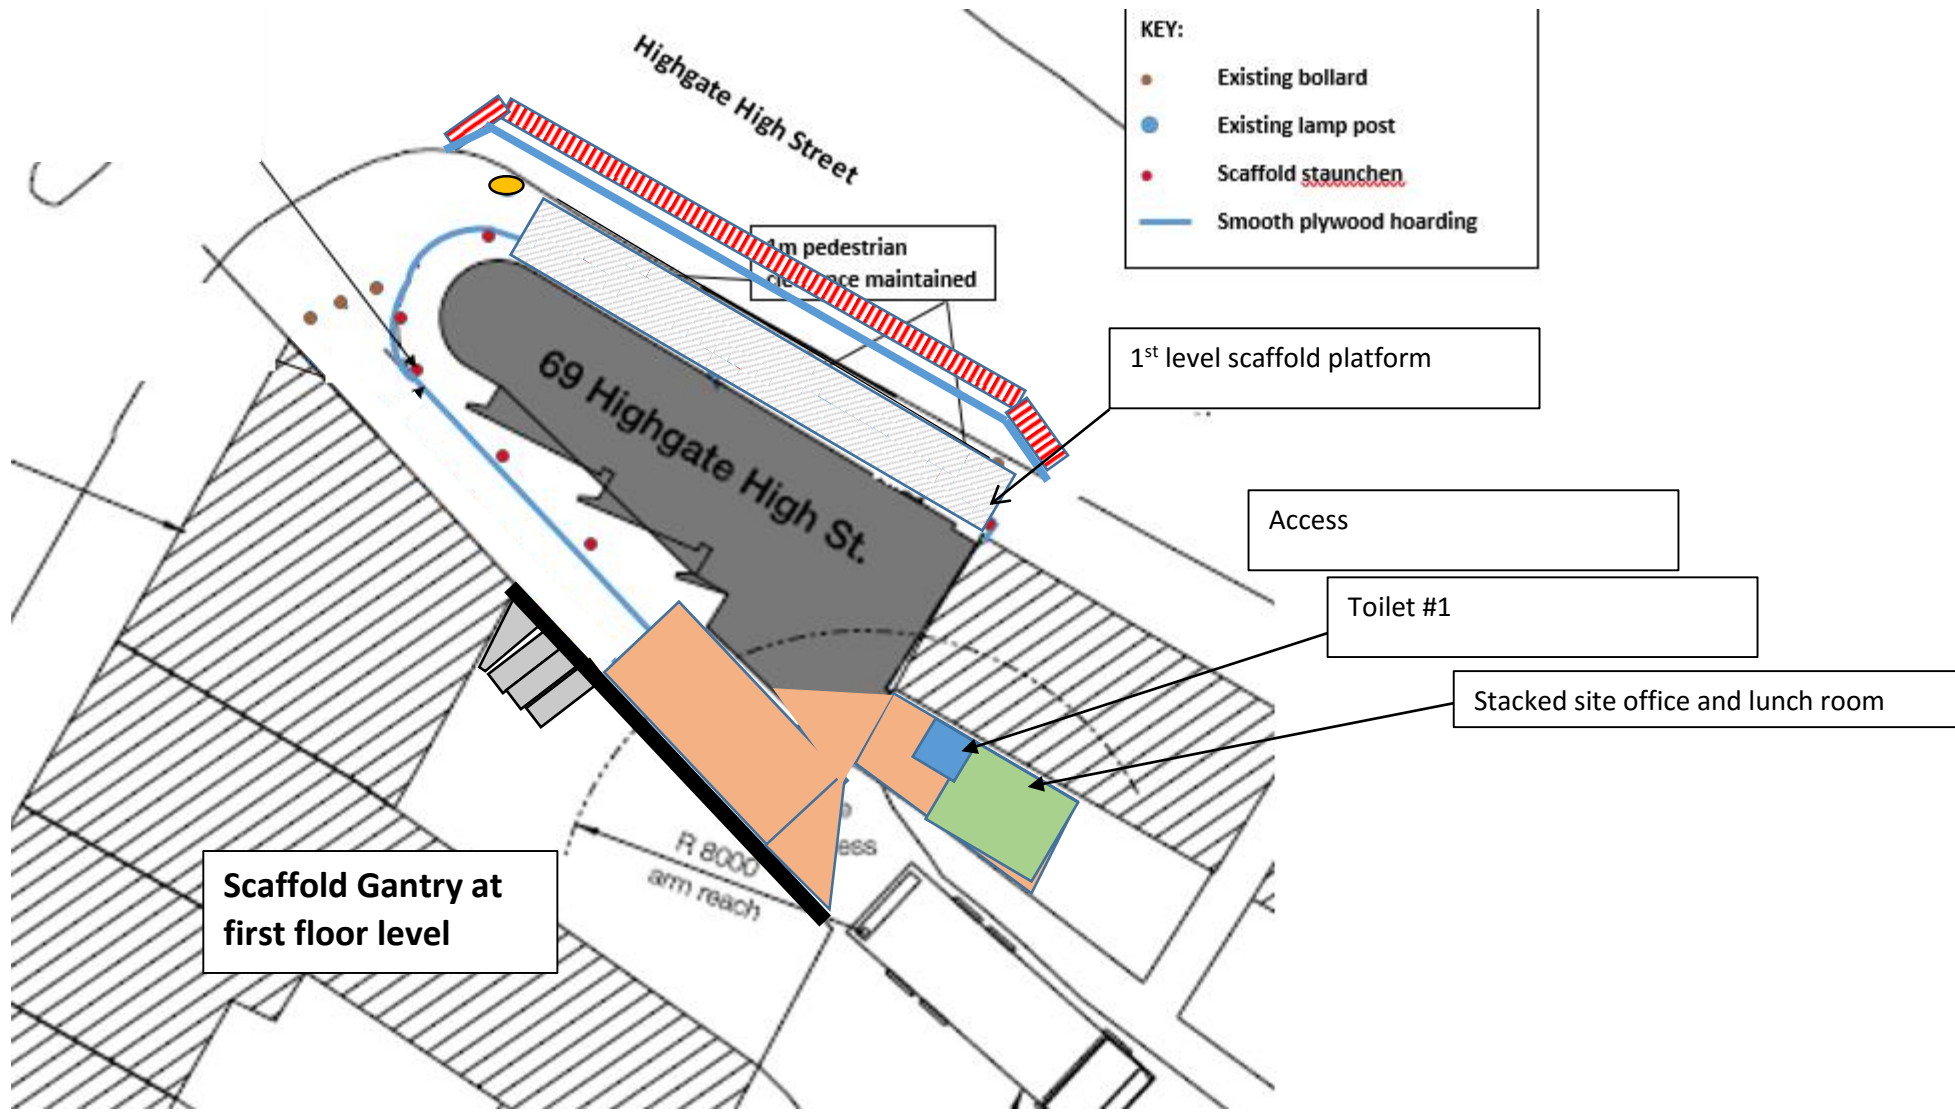 KEY:
Existing bollard
Existing lamp post
Scaffold staunchen
Smooth plywood hoarding
Highgate High Street
1m pedestrian
maintained
1st level scaffold platform
69 Highgate High St.
Access
Toilet #1
Stacked site office and lunch room
R 8000
arm reach
Scaffold Gantry at
first floor level